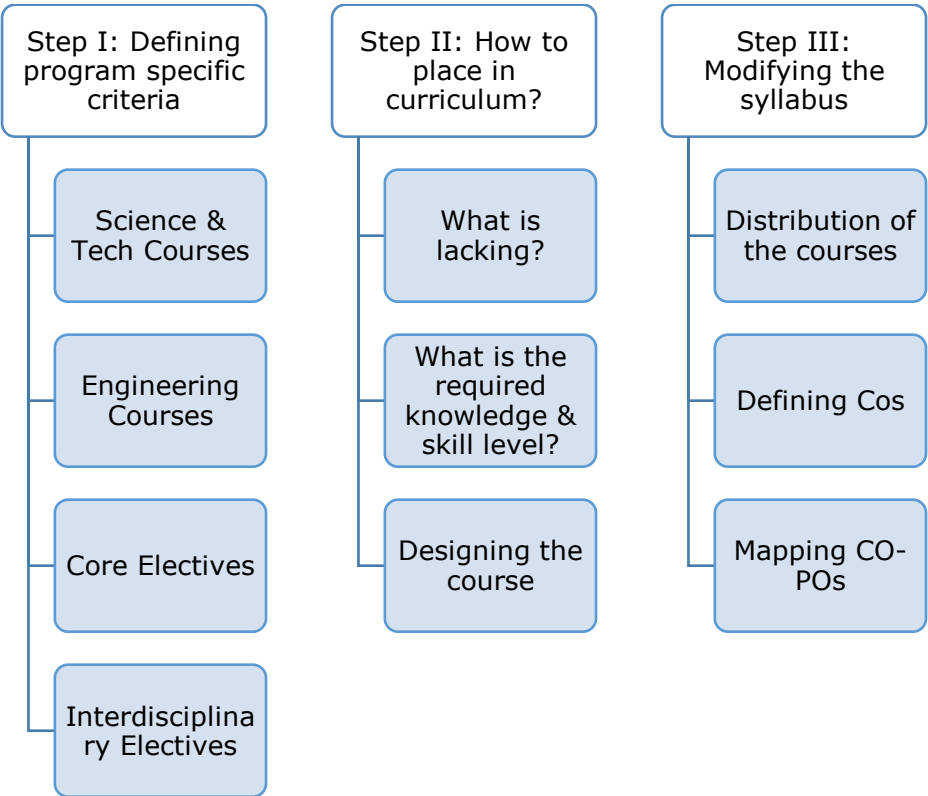 Step I: Defining
program specific
criteria
Science &
Tech Courses
Engineering
Courses
Core Electives
Interdisciplina
ry Electives
Step II: How to
place in
curriculum?
What is
lacking?
What is the
required
knowledge &
skill level?
Designing the
course
Step III:
Modifying the
syllabus
Distribution of
the courses
Defining Cos
Mapping CO-
POs